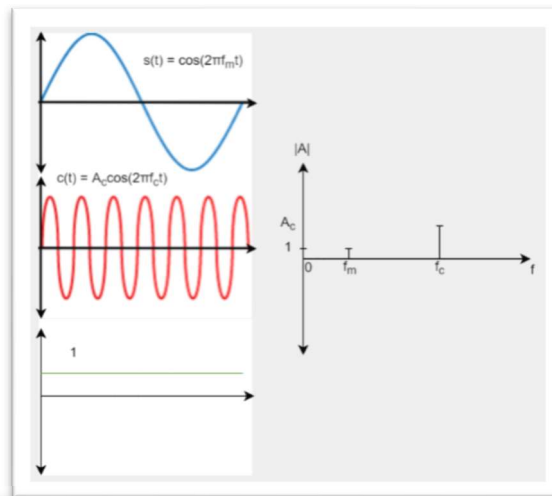 s(t) = cos(2πfmt)
c(t) = Accos(2πfct)
1
|A|
Ac
1
0
fm
fc
f